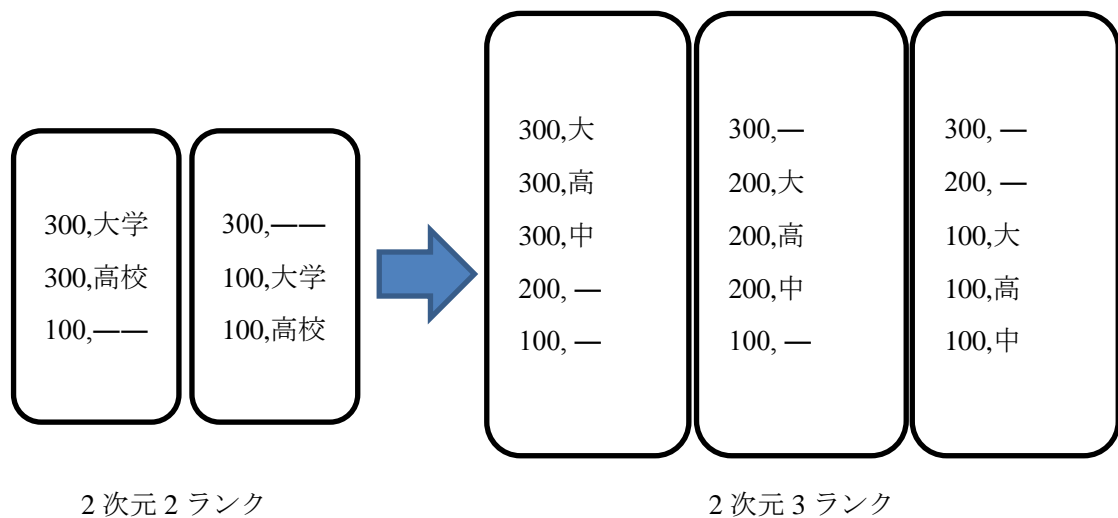 300,大学
300,高校
100,――
300,――
100,大学
100,高校
300,大
300,高
300,中
200, ―
100, ―
300,―
200,大
200,高
200,中
100, ―
300, ―
200, ―
100,大
100,高
100,中
2 次元 2 ランク
2 次元 3 ランク